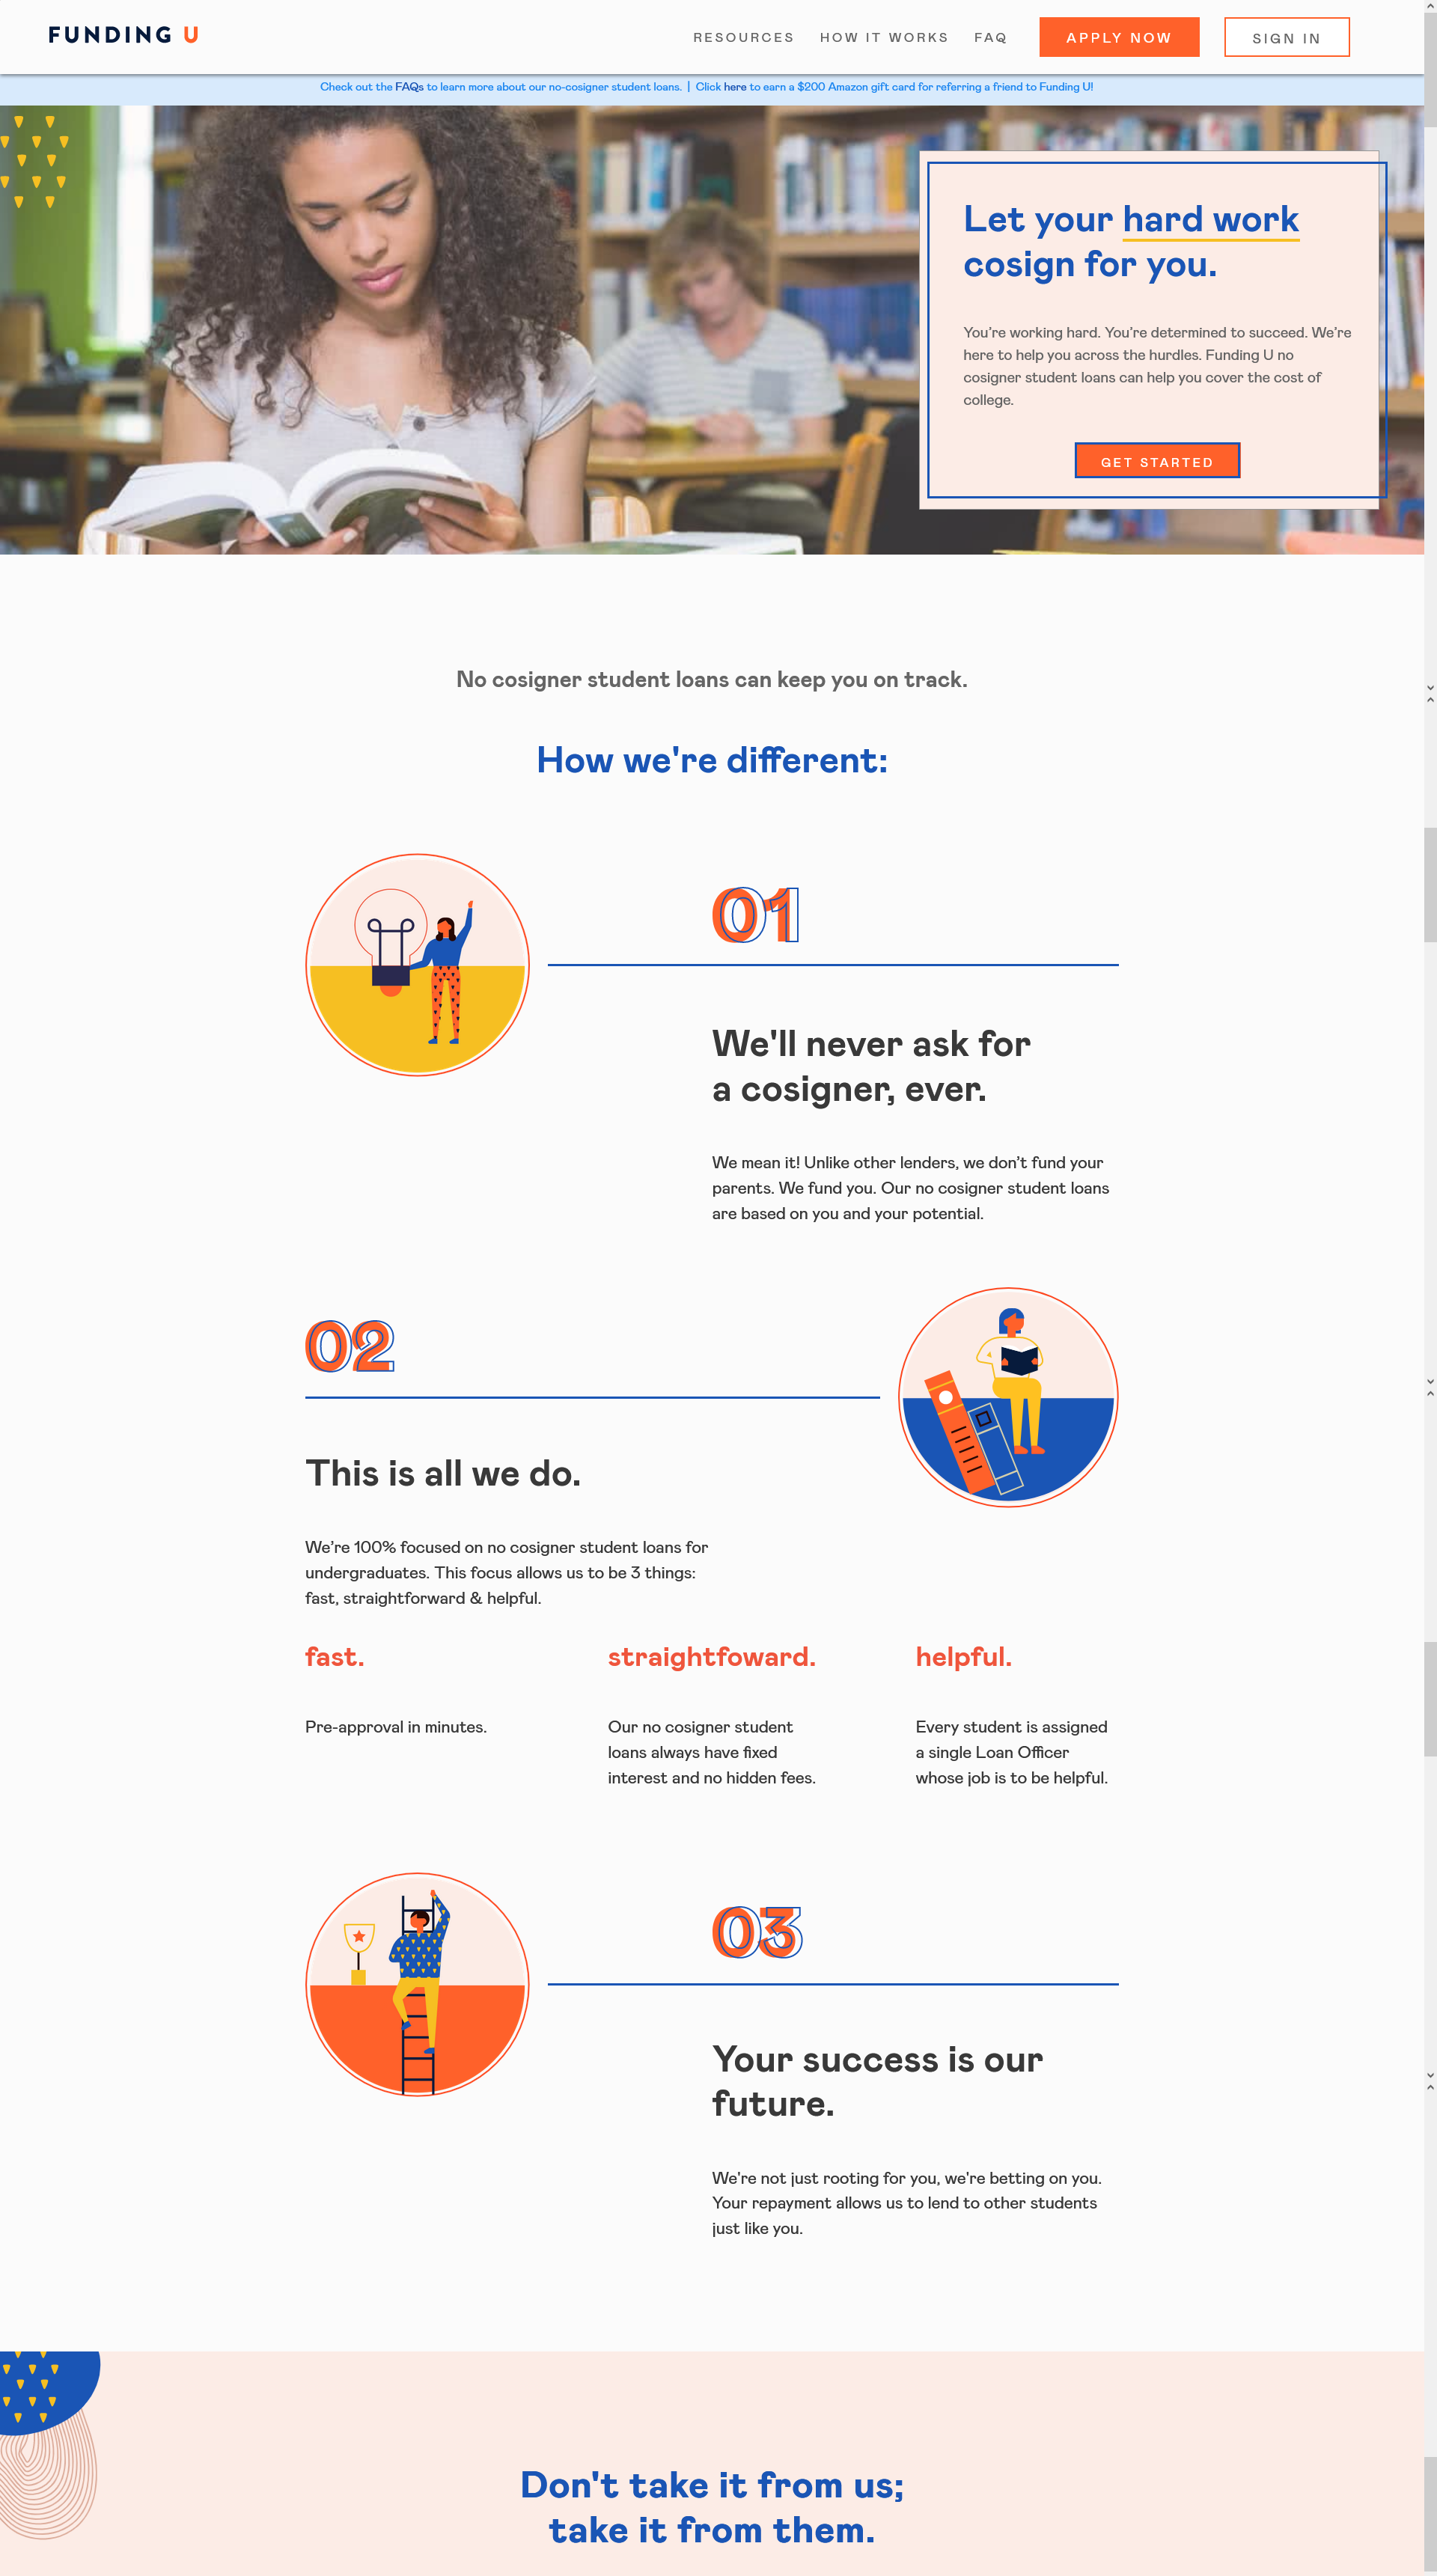 FUNDING U
RESOURCES HOW IT WORKS FAQ APPLY NOW SIGN IN
Check out the FAQs to learn more about our no-cosigner student loans. | Click here to earn a $200 Amazon gift card for referring a friend to Funding U!
Let your hard work
cosign for you.
You’re working hard. You’re determined to succeed. We’re
here to help you across the hurdles. Funding U no
cosigner student loans can help you cover the cost of
college.
GET STARTED
No cosigner student loans can keep you on track.
How we're different:
01
We'll never ask for
a cosigner, ever.
We mean it! Unlike other lenders, we don’t fund your
parents. We fund you. Our no cosigner student loans
are based on you and your potential.
02
This is all we do.
We’re 100% focused on no cosigner student loans for
undergraduates. This focus allows us to be 3 things:
fast, straightforward & helpful.
fast.
Pre-approval in minutes.
straightfoward.
Our no cosigner student
loans always have fixed
interest and no hidden fees.
helpful.
Every student is assigned
a single Loan Officer
whose job is to be helpful.
03
Your success is our
future.
We're not just rooting for you, we're betting on you.
Your repayment allows us to lend to other students
just like you.
Don't take it from us;
take it from them.